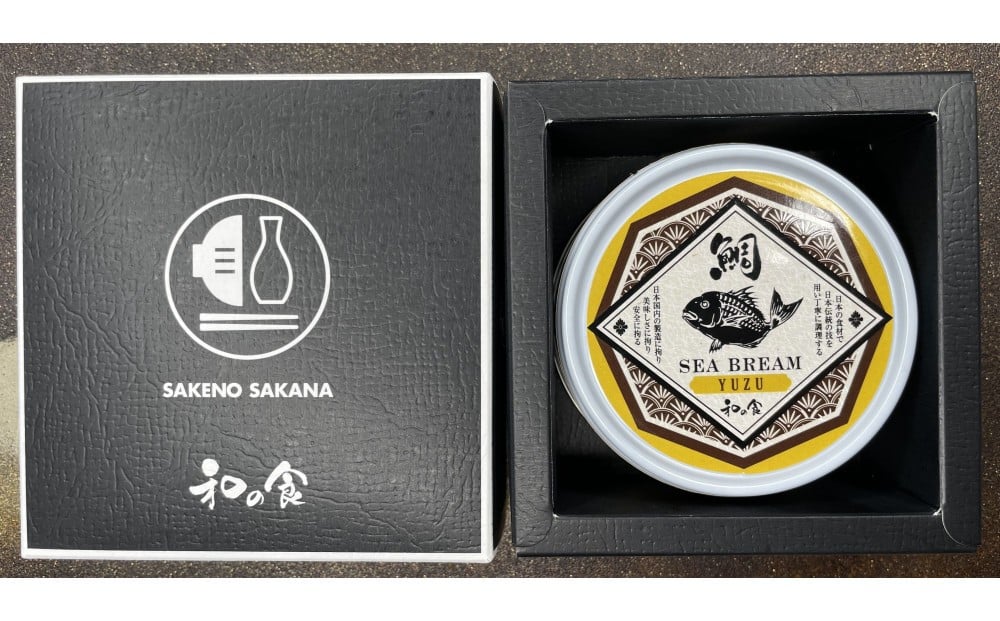 SAKENO SAKANA
和の食
鯛
日本の食材で
日本伝統の技を
用い丁寧に調理する
日本国内の製造に拘り
美味しさに拘り
安全に拘る
SEA BREAM
YUZU
和の食